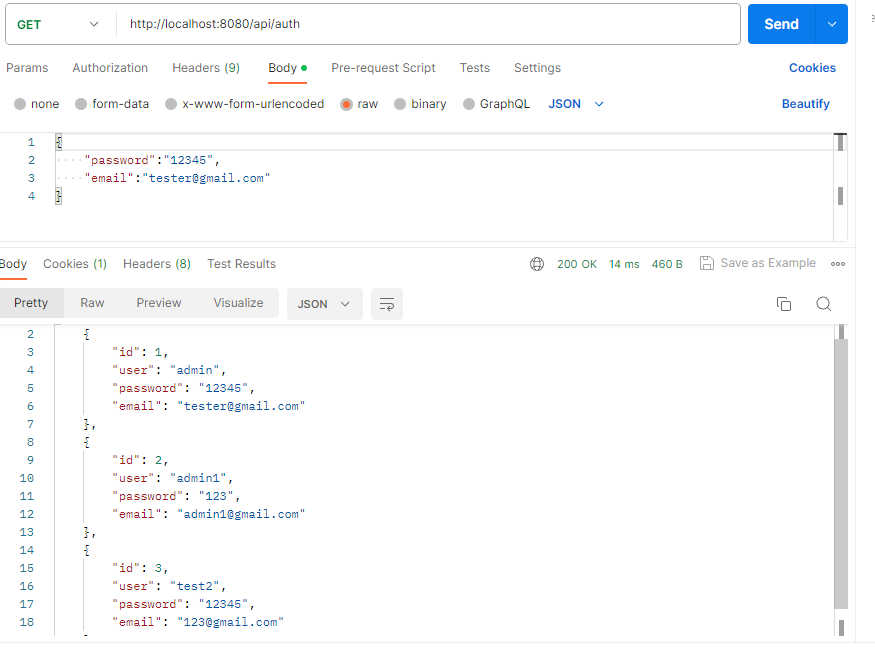 GET http://localhost:8080/api/auth Send
Params Authorization Headers (9) Body Pre-request Script Tests Settings Cookies
none form-data x-www-form-urlencoded raw binary GraphQL JSON Beautify
1 {
2 "password":"12345",
3 "email":"tester@gmail.com"
4 }
Body Cookies (1) Headers (8) Test Results 200 OK 14 ms 460 B Save as Example
Pretty Raw Preview Visualize JSON
2 {
3 "id": 1,
4 "user": "admin",
5 "password": "12345",
6 "email": "tester@gmail.com"
7 },
8 {
9 "id": 2,
10 "user": "admin1",
11 "password": "123",
12 "email": "admin1@gmail.com"
13 },
14 {
15 "id": 3,
16 "user": "test2",
17 "password": "12345",
18 "email": "123@gmail.com"